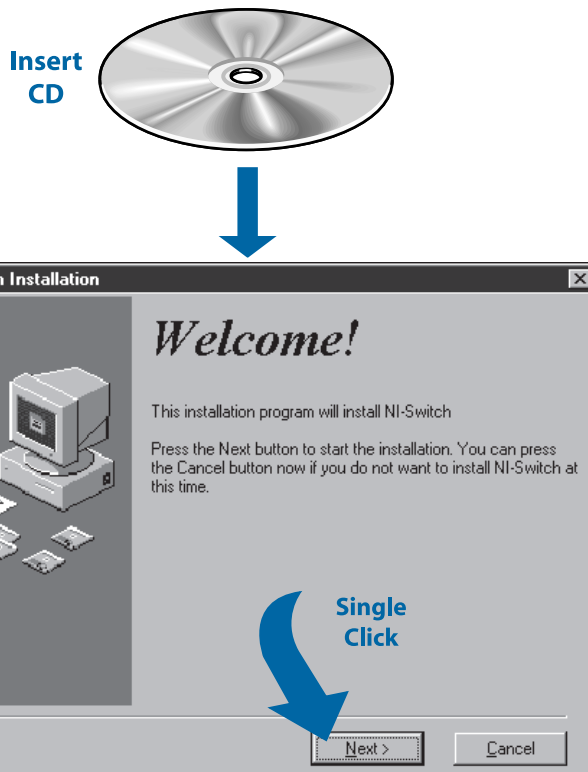 Insert
CD
Installation
Welcome!
This installation program will install NI-Switch
Press the Next button to start the installation. You can press
the Cancel button now if you do not want to install NI-Switch at
this time.
Single
Click
Next >
Cancel